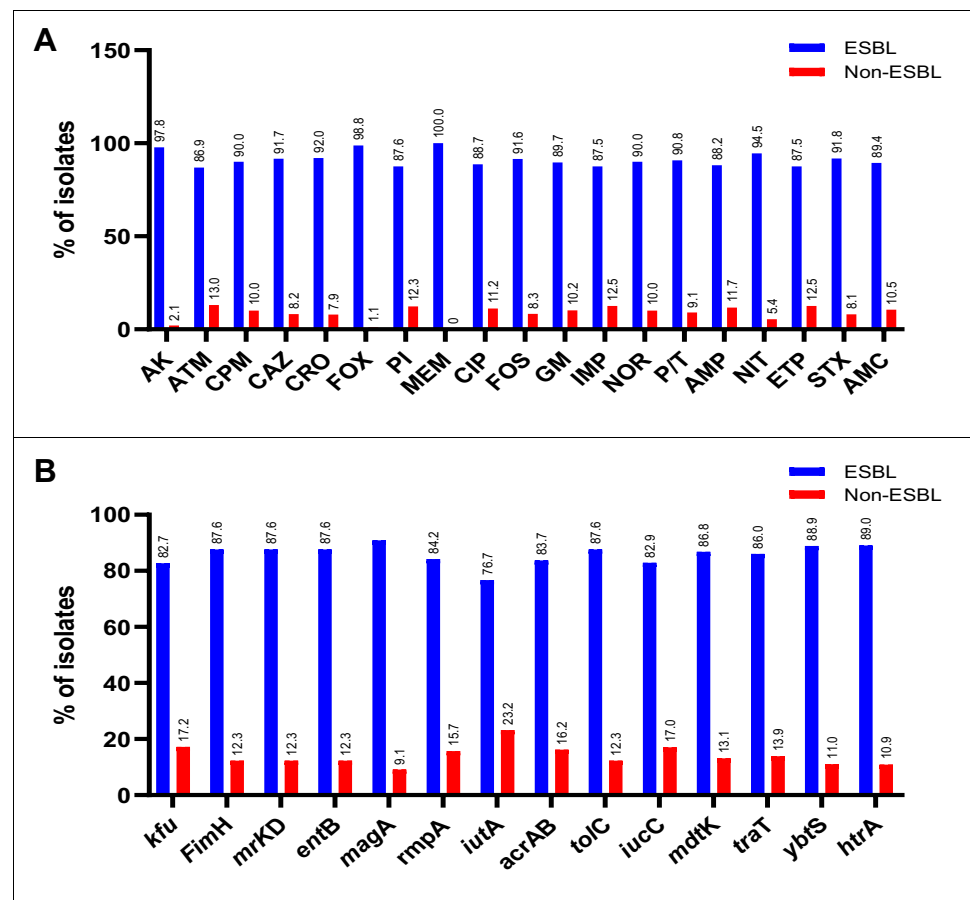 A
ESBL
Non-ESBL
% of isolates
150
100
50
0
97.8 2.1 86.9 13.0 90.0 10.0 91.7 8.2 92.0 7.9 98.8 1.1 87.6 12.3 100.0 0 88.7 11.2 91.6 8.3 89.7 10.2 87.5 12.5 90.0 10.0 90.8 9.1 88.2 11.7 94.5 5.4 87.5 12.5 91.8 8.1 89.4 10.5
AK ATM CPM CAZ CRO FOX PI MEM CIP FOS GM IMP NOR P/T AMP NIT ETP STX AMC
B
ESBL
Non-ESBL
% of isolates
100
80
60
40
20
0
82.7 17.2 87.6 12.3 87.6 12.3 87.6 12.3 9.1 84.2 15.7 76.7 23.2 83.7 16.2 87.6 12.3 82.9 17.0 86.8 13.1 86.0 13.9 88.9 11.0 89.0 10.9
kfu FimH mrKD entB magA rmpA iutA acrAB tolC iucC mdtK traT ybtS htrA